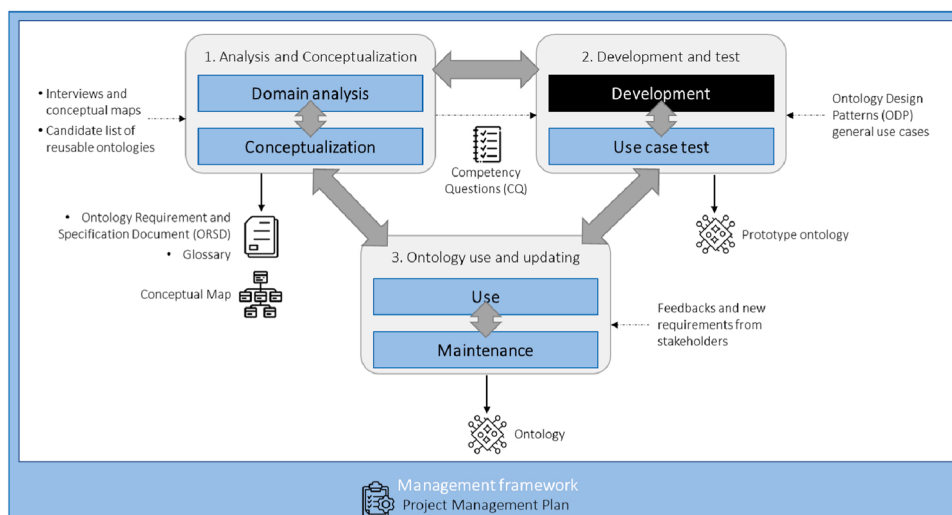 1. Analysis and Conceptualization
Domain analysis
Conceptualization
2. Development and test
Development
Use case test
• Interviews and
conceptual maps
• Candidate list of
reusable ontologies
Ontology Design
Patterns (ODP)
general use cases
Competency
Questions (CQ)
• Ontology Requirement and
Specification Document (ORSD)
• Glossary
Conceptual Map
Prototype ontology
3. Ontology use and updating
Use
Maintenance
Feedbacks and new
requirements from
stakeholders
Ontology
Management framework
Project Management Plan